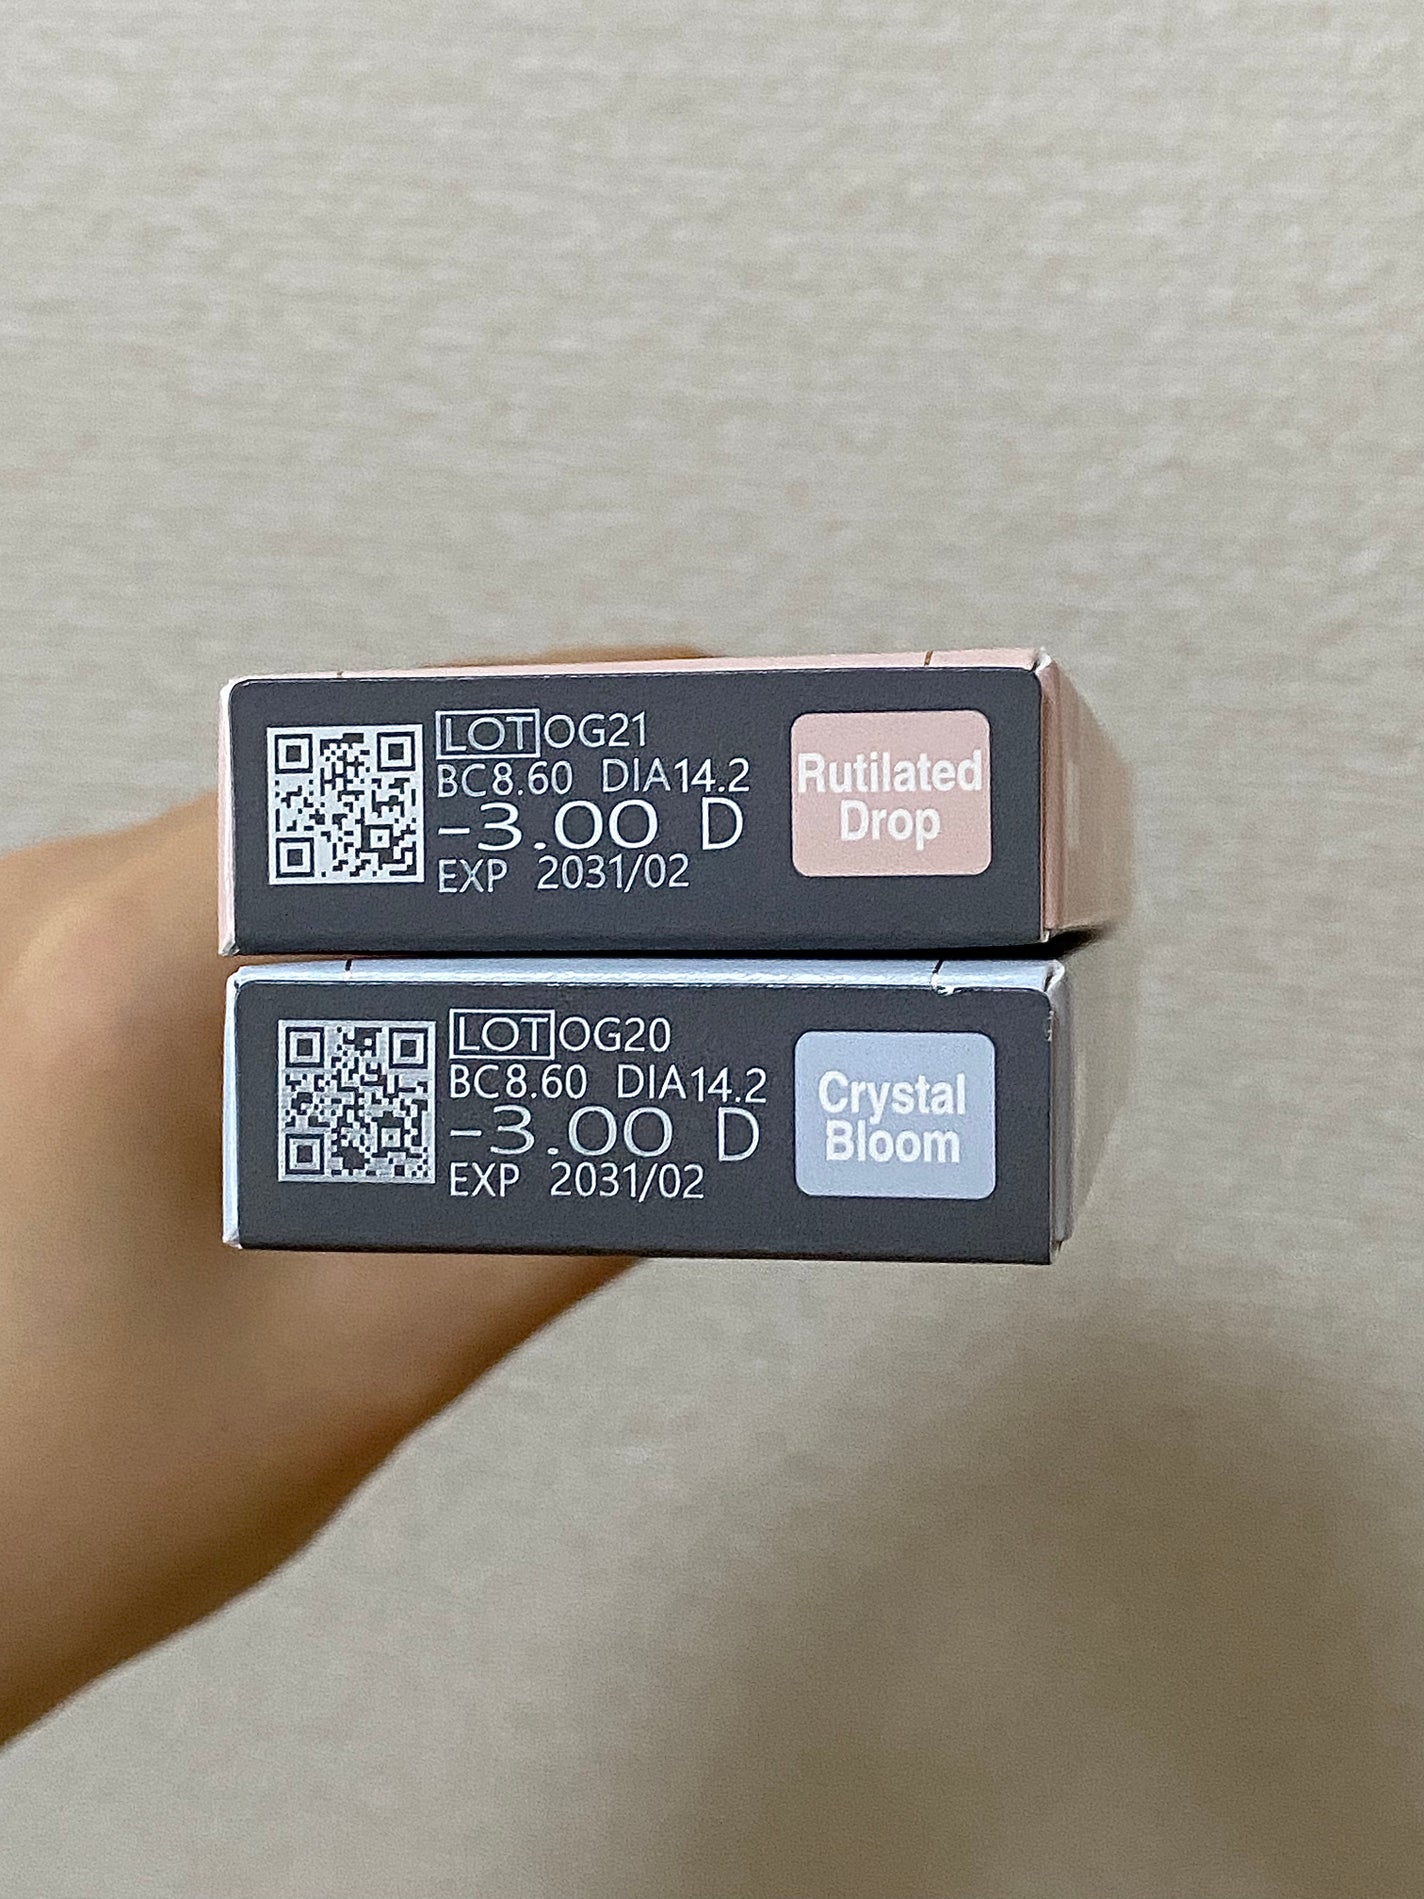 LOT OG21
BC8.60 DIA14.2
-3.00 D
EXP 2031/02
Rutilated
Drop
LOT OG20
BC8.60 DIA14.2
-3.00 D
EXP 2031/02
Crystal
Bloom